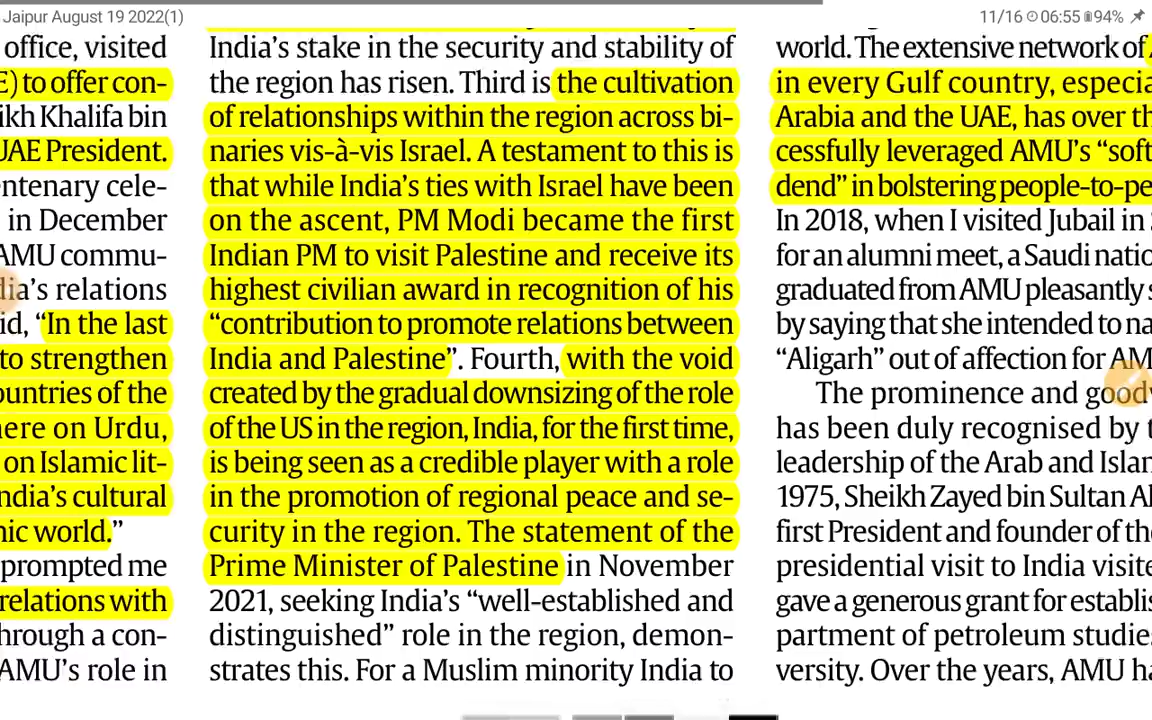 Jaipur August 19 2022(1)
11/16 06:55 94%
office, visited
E) to offer con-
ikh Khalifa bin
UAE President.
entenary cele-
in December
AMU commu-
dia’s relations
id, “In the last
to strengthen
ountries of the
here on Urdu,
on Islamic lit-
ndia’s cultural
nic world.”
prompted me
relations with
hrough a con-
AMU’s role in
India’s stake in the security and stability of
the region has risen. Third is the cultivation
of relationships within the region across bi-
naries vis-à-vis Israel. A testament to this is
that while India’s ties with Israel have been
on the ascent, PM Modi became the first
Indian PM to visit Palestine and receive its
highest civilian award in recognition of his
“contribution to promote relations between
India and Palestine”. Fourth, with the void
created by the gradual downsizing of the role
of the US in the region, India, for the first time,
is being seen as a credible player with a role
in the promotion of regional peace and se-
curity in the region. The statement of the
Prime Minister of Palestine in November
2021, seeking India’s “well-established and
distinguished” role in the region, demon-
strates this. For a Muslim minority India to
world. The extensive network of
in every Gulf country, especia
Arabia and the UAE, has over th
cessfully leveraged AMU’s “soft
dend” in bolstering people-to-pe
In 2018, when I visited Jubail in
for an alumni meet, a Saudi natio
graduated from AMU pleasantly s
by saying that she intended to na
“Aligarh” out of affection for AM
The prominence and goodw
has been duly recognised by t
leadership of the Arab and Islan
1975, Sheikh Zayed bin Sultan Al
first President and founder of the
presidential visit to India visite
gave a generous grant for establis
partment of petroleum studies
versity. Over the years, AMU ha